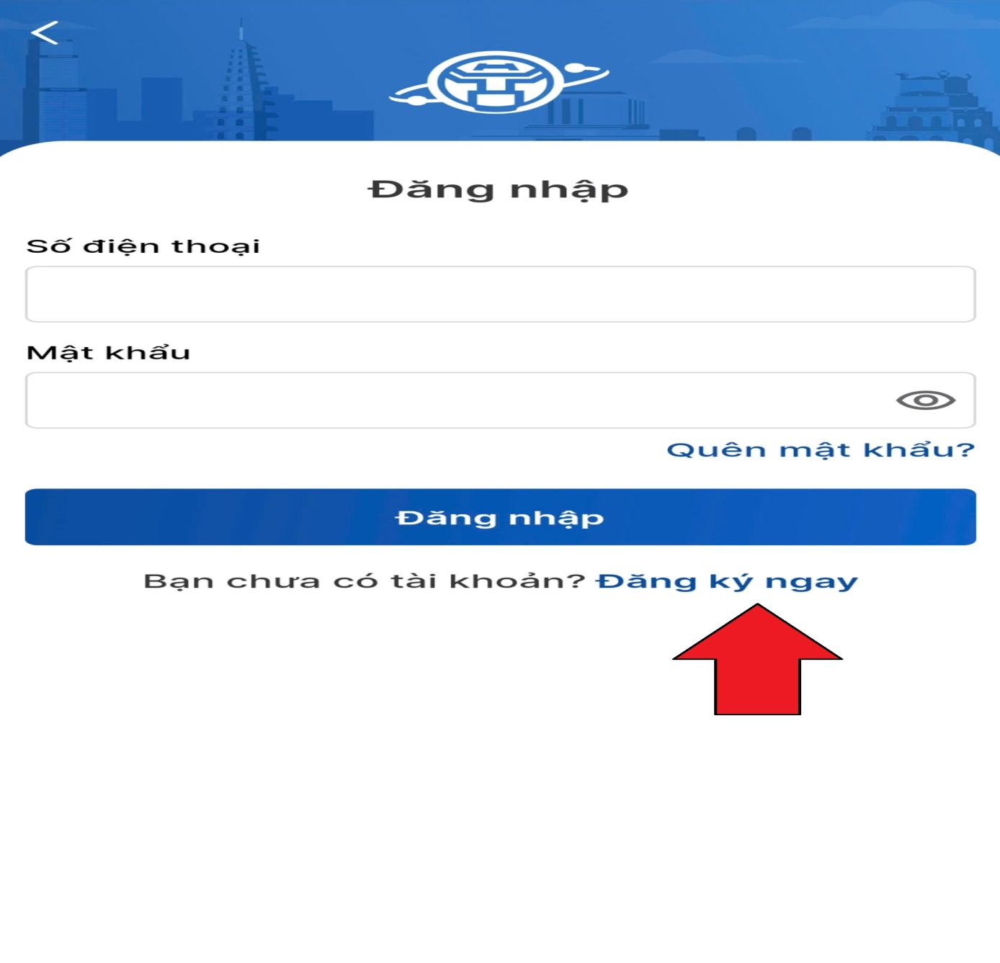 Đăng nhập
Số điện thoại
Mật khẩu
Quên mật khẩu?
Đăng nhập
Bạn chưa có tài khoản? Đăng ký ngay